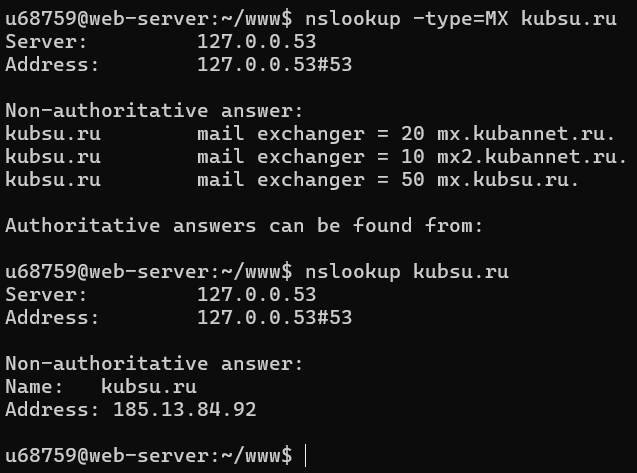 u68759@web-server:~/www$ nslookup -type=MX kubsu.ru
Server:         127.0.0.53
Address:        127.0.0.53#53

Non-authoritative answer:
kubsu.ru        mail exchanger = 20 mx.kubannet.ru.
kubsu.ru        mail exchanger = 10 mx2.kubannet.ru.
kubsu.ru        mail exchanger = 50 mx.kubsu.ru.

Authoritative answers can be found from:

u68759@web-server:~/www$ nslookup kubsu.ru
Server:         127.0.0.53
Address:        127.0.0.53#53

Non-authoritative answer:
Name:   kubsu.ru
Address: 185.13.84.92

u68759@web-server:~/www$